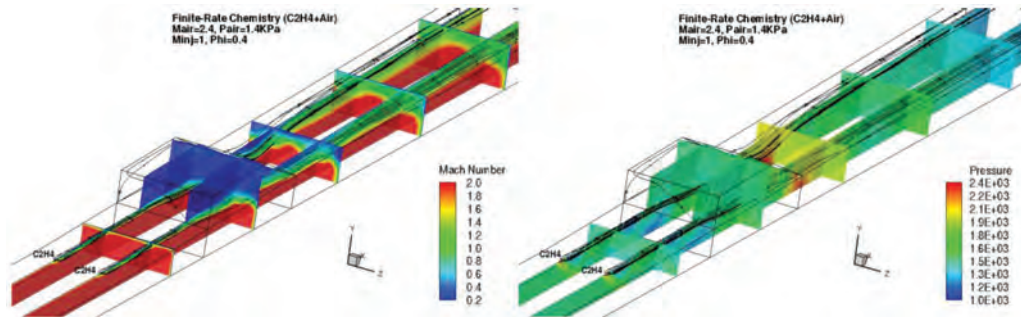 Finite-Rate Chemistry (C2H4+Air)
Mair=2.4, Pair=1.4KPa
Minj=1, Phi=0.4
C2H4
C2H4
Mach Number
2.0
1.8
1.6
1.4
1.2
1.0
0.8
0.6
0.4
0.2
Y
Z
Finite-Rate Chemistry (C2H4+Air)
Mair=2.4, Pair=1.4KPa
Minj=1, Phi=0.4
C2H4
C2H4
Pressure
2.4E+03
2.2E+03
2.1E+03
1.9E+03
1.8E+03
1.6E+03
1.5E+03
1.3E+03
1.2E+03
1.0E+03
Y
Z